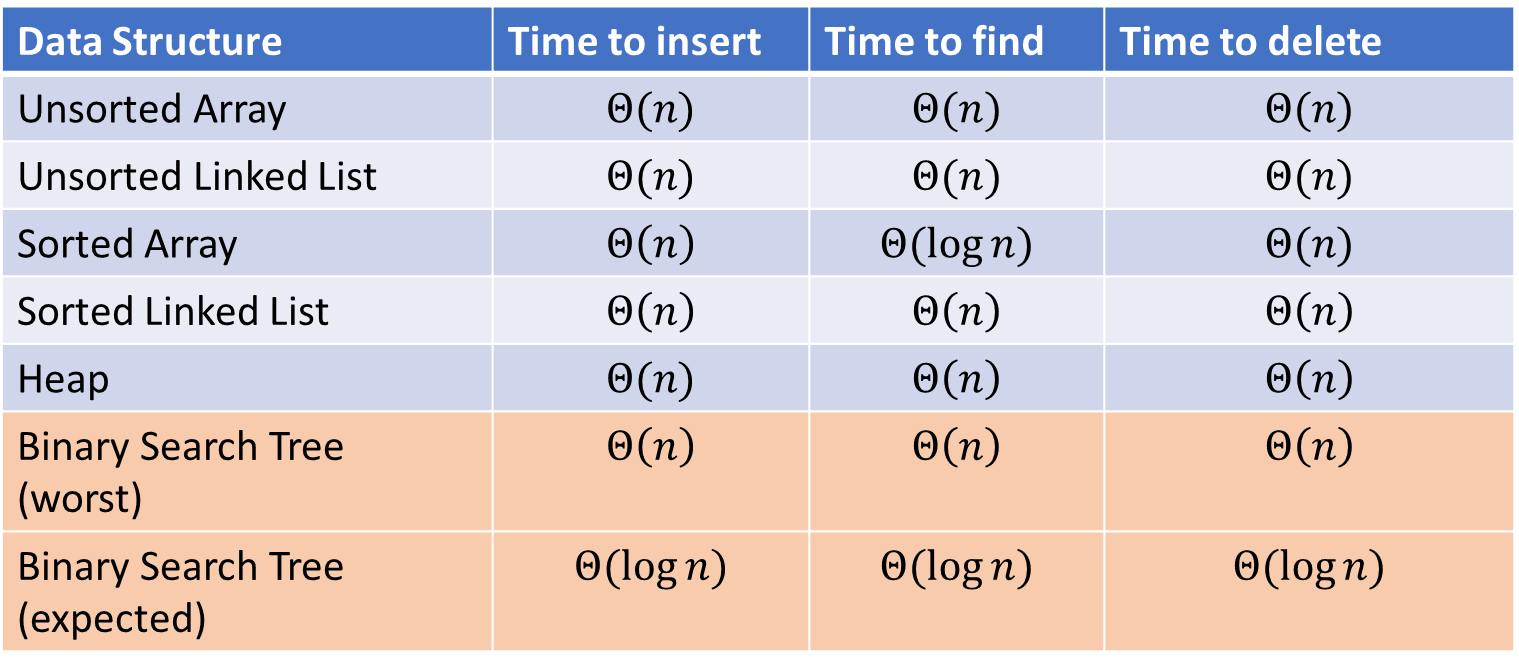 Data Structure Time to insert Time to find Time to delete
Unsorted Array Θ(n) Θ(n) Θ(n)
Unsorted Linked List Θ(n) Θ(n) Θ(n)
Sorted Array Θ(n) Θ(log n) Θ(n)
Sorted Linked List Θ(n) Θ(n) Θ(n)
Heap Θ(n) Θ(n) Θ(n)
Binary Search Tree Θ(n) Θ(n) Θ(n)
(worst)
Binary Search Tree Θ(log n) Θ(log n) Θ(log n)
(expected)